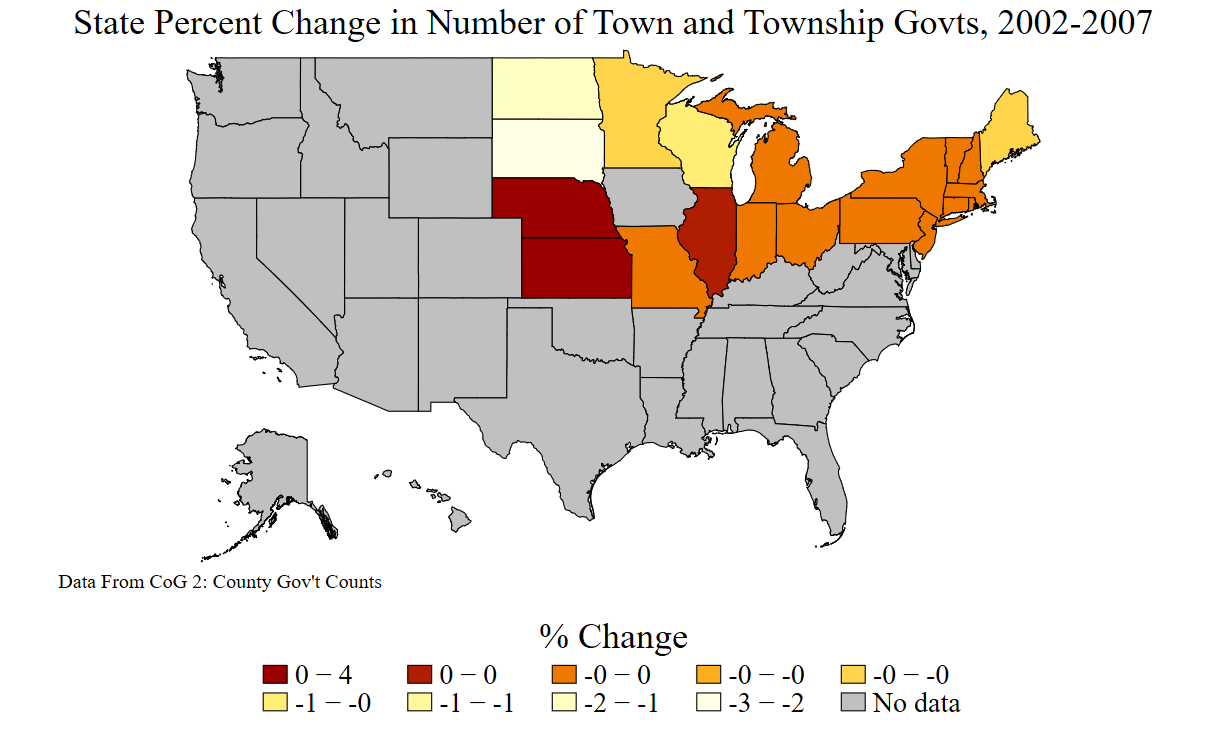 State Percent Change in Number of Town and Township Govts, 2002-2007
Data From CoG 2: County Gov't Counts
% Change
0 − 4 0 − 0 -0 − 0 -0 − -0 -0 − -0
-1 − -0 -1 − -1 -2 − -1 -3 − -2 No data